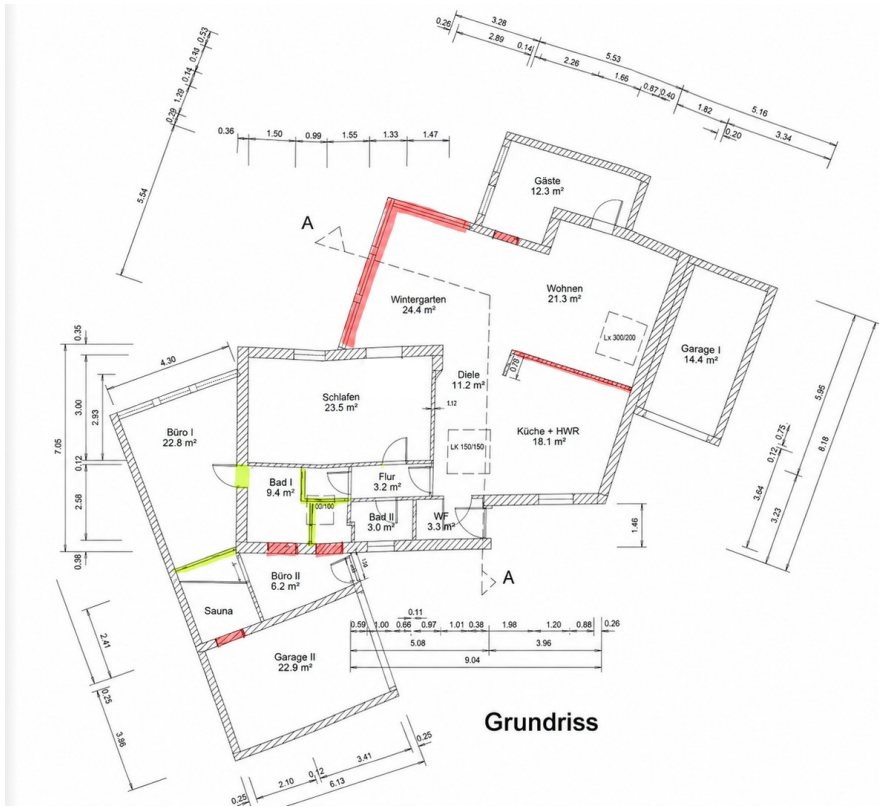 3.28
0.26
2.89
0.14
5.53
2.26
1.66
0.87
0.40
5.16
1.82
3.34
0.20
0.53
0.14
1.29
0.29
5.54
0.36
1.50
0.99
1.55
1.33
1.47
Gäste
12.3 m²
A
Wintergarten
24.4 m²
Wohnen
21.3 m²
Lx 300/200
Garage I
14.4 m²
0.35
4.30
3.00
2.93
7.05
0.12
2.56
0.38
Büro I
22.8 m²
Schlafen
23.5 m²
1.12
Diele
11.2 m²
0.78
Küche + HWR
18.1 m²
LK 150/150
5.95
8.18
0.75
0.12
3.64
3.23
1.46
Bad I
9.4 m²
Flur
3.2 m²
00/100
Bad II
3.0 m²
WF
3.3 m²
Büro II
6.2 m²
A
Sauna
Garage II
22.9 m²
2.41
0.25
3.86
0.11
0.59
1.00
0.66
0.97
1.01
0.38
1.98
1.20
0.88
0.26
5.08
3.96
9.04
Grundriss
0.25
2.10
0.12
3.41
0.25
6.13